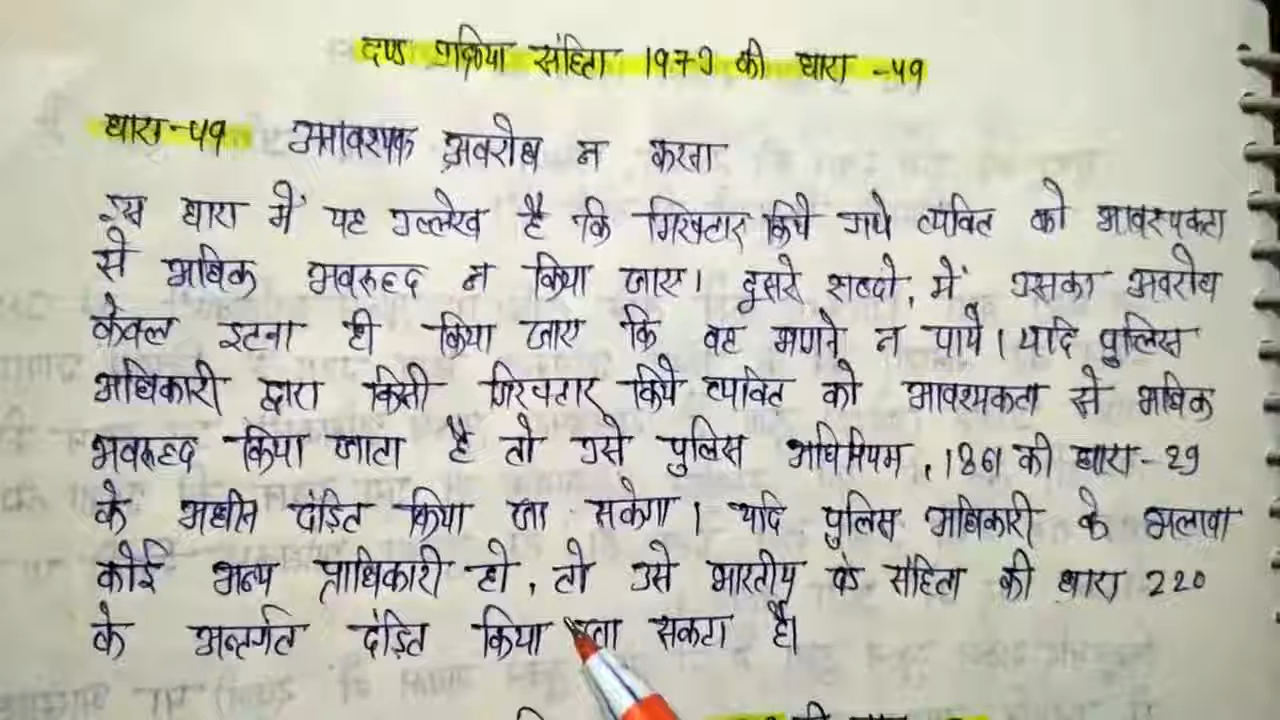 दण्ड प्रक्रिया संहिता 1973 की धारा -49
धारा-49 अनावश्यक अवरोध न करना
इस धारा में यह उल्लेख है कि गिरफ्तार किये गये व्यक्ति को आवश्यकता
से अधिक अवरूद्ध न किया जाए। दुसरे शब्दो, में उसका अवरोध
केवल इतना ही किया जाए कि वह भागने न पाये। यदि पुलिस
अधिकारी द्वारा किसी गिरफ्तार किये व्यक्ति को आवश्यकता से अधिक
अवरूद्ध किया जाता है तो उसे पुलिस अधिनियम, 1861 की धारा-29
के अधीन दंड़ित किया जा सकेगा। यदि पुलिस अधिकारी के अलावा
कोई अन्य प्राधिकारी हो, तो उसे भारतीय दंड संहिता की धारा 220
के अन्तर्गत दंड़ित किया जा सकता है।